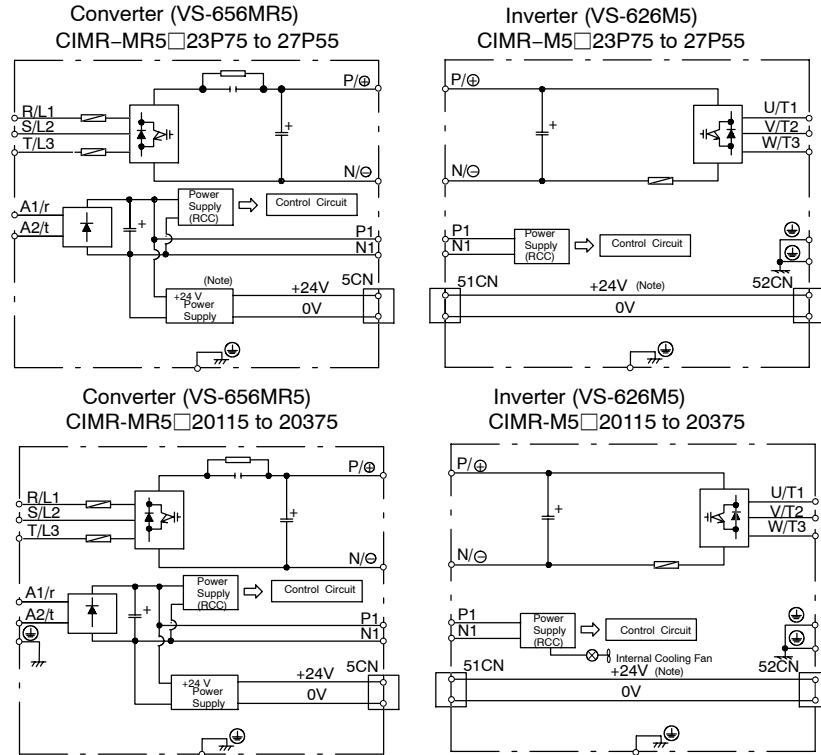 Converter (VS-656MR5)
CIMR–MR5□23P75 to 27P55
P/⊕
R/L1
S/L2
T/L3
N/⊖
A1/r
A2/t
Power
Supply
(RCC)
Control Circuit
P1
N1
(Note)
+24 V
Power
Supply
+24V
0V
5CN
Inverter (VS-626M5)
CIMR–M5□23P75 to 27P55
P/⊕
U/T1
V/T2
W/T3
N/⊖
P1
N1
Power
Supply
(RCC)
Control Circuit
51CN
+24V (Note)
52CN
0V
Converter (VS-656MR5)
CIMR-MR5□20115 to 20375
P/⊕
R/L1
S/L2
T/L3
N/⊖
A1/r
A2/t
Power
Supply
(RCC)
Control Circuit
P1
N1
+24 V
Power
Supply
+24V
0V
5CN
Inverter (VS-626M5)
CIMR-M5□20115 to 20375
P/⊕
U/T1
V/T2
W/T3
N/⊖
P1
N1
Power
Supply
(RCC)
Control Circuit
Internal Cooling Fan
51CN
+24V (Note)
52CN
0V